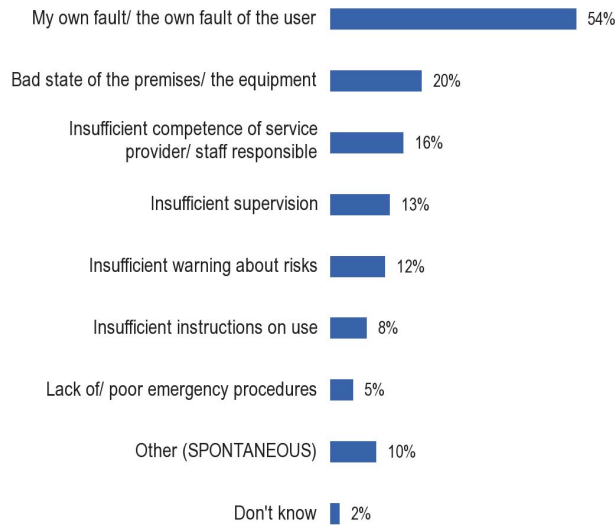 My own fault/ the own fault of the user 54%
Bad state of the premises/ the equipment 20%
Insufficient competence of service
provider/ staff responsible 16%
Insufficient supervision 13%
Insufficient warning about risks 12%
Insufficient instructions on use 8%
Lack of/ poor emergency procedures 5%
Other (SPONTANEOUS) 10%
Don't know 2%